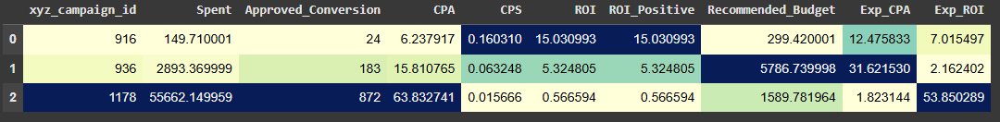 xyz_campaign_id Spent Approved_Conversion CPA CPS ROI ROI_Positive Recommended_Budget Exp_CPA Exp_ROI
0 916 149.710001 24 6.237917 0.160310 15.030993 15.030993 299.420001 12.475833 7.015497
1 936 2893.369999 183 15.810765 0.063248 5.324805 5.324805 5786.739998 31.621530 2.162402
2 1178 55662.149959 872 63.832741 0.015666 0.566594 0.566594 1589.781964 1.823144 53.850289